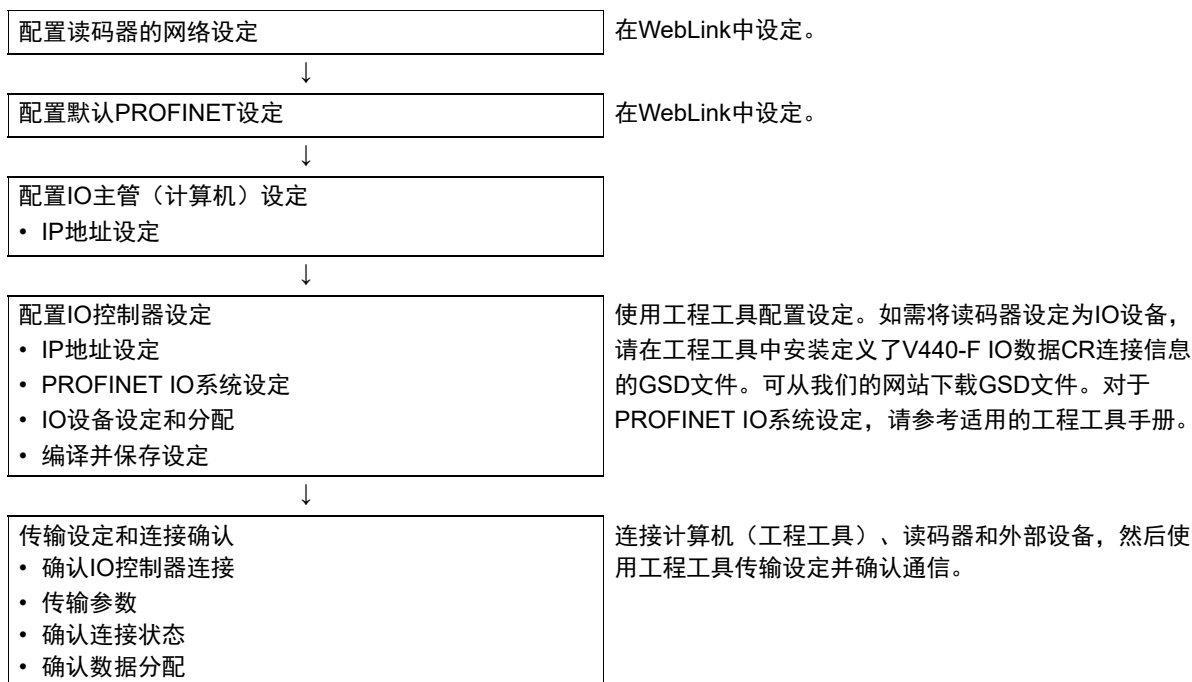 配置读码器的网络设定
在WebLink中设定。
↓
配置默认PROFINET设定
在WebLink中设定。
↓
配置IO主管（计算机）设定
• IP地址设定
↓
配置IO控制器设定
• IP地址设定
• PROFINET IO系统设定
• IO设备设定和分配
• 编译并保存设定
使用工程工具配置设定。如需将读码器设定为IO设备，
请在工程工具中安装定义了V440-F IO数据CR连接信息
的GSD文件。可从我们的网站下载GSD文件。对于
PROFINET IO系统设定，请参考适用的工程工具手册。
↓
传输设定和连接确认
• 确认IO控制器连接
• 传输参数
• 确认连接状态
• 确认数据分配
连接计算机（工程工具）、读码器和外部设备，然后使
用工程工具传输设定并确认通信。